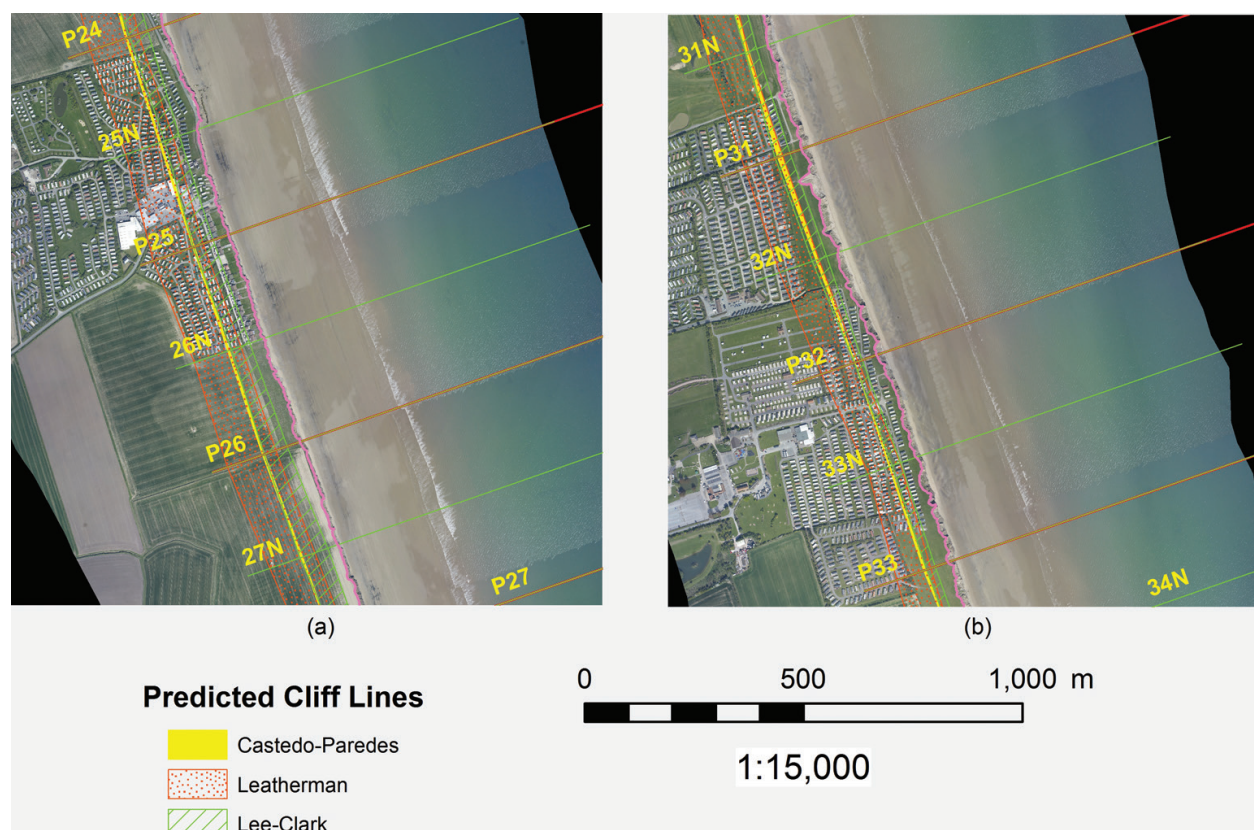 P24
25N
P25
26N
P26
27N
P27
(a)
31N
P31
32N
P32
33N
P33
34N
(b)
Predicted Cliff Lines
Castedo-Paredes
Leatherman
Lee-Clark
0 500 1,000 m
1:15,000